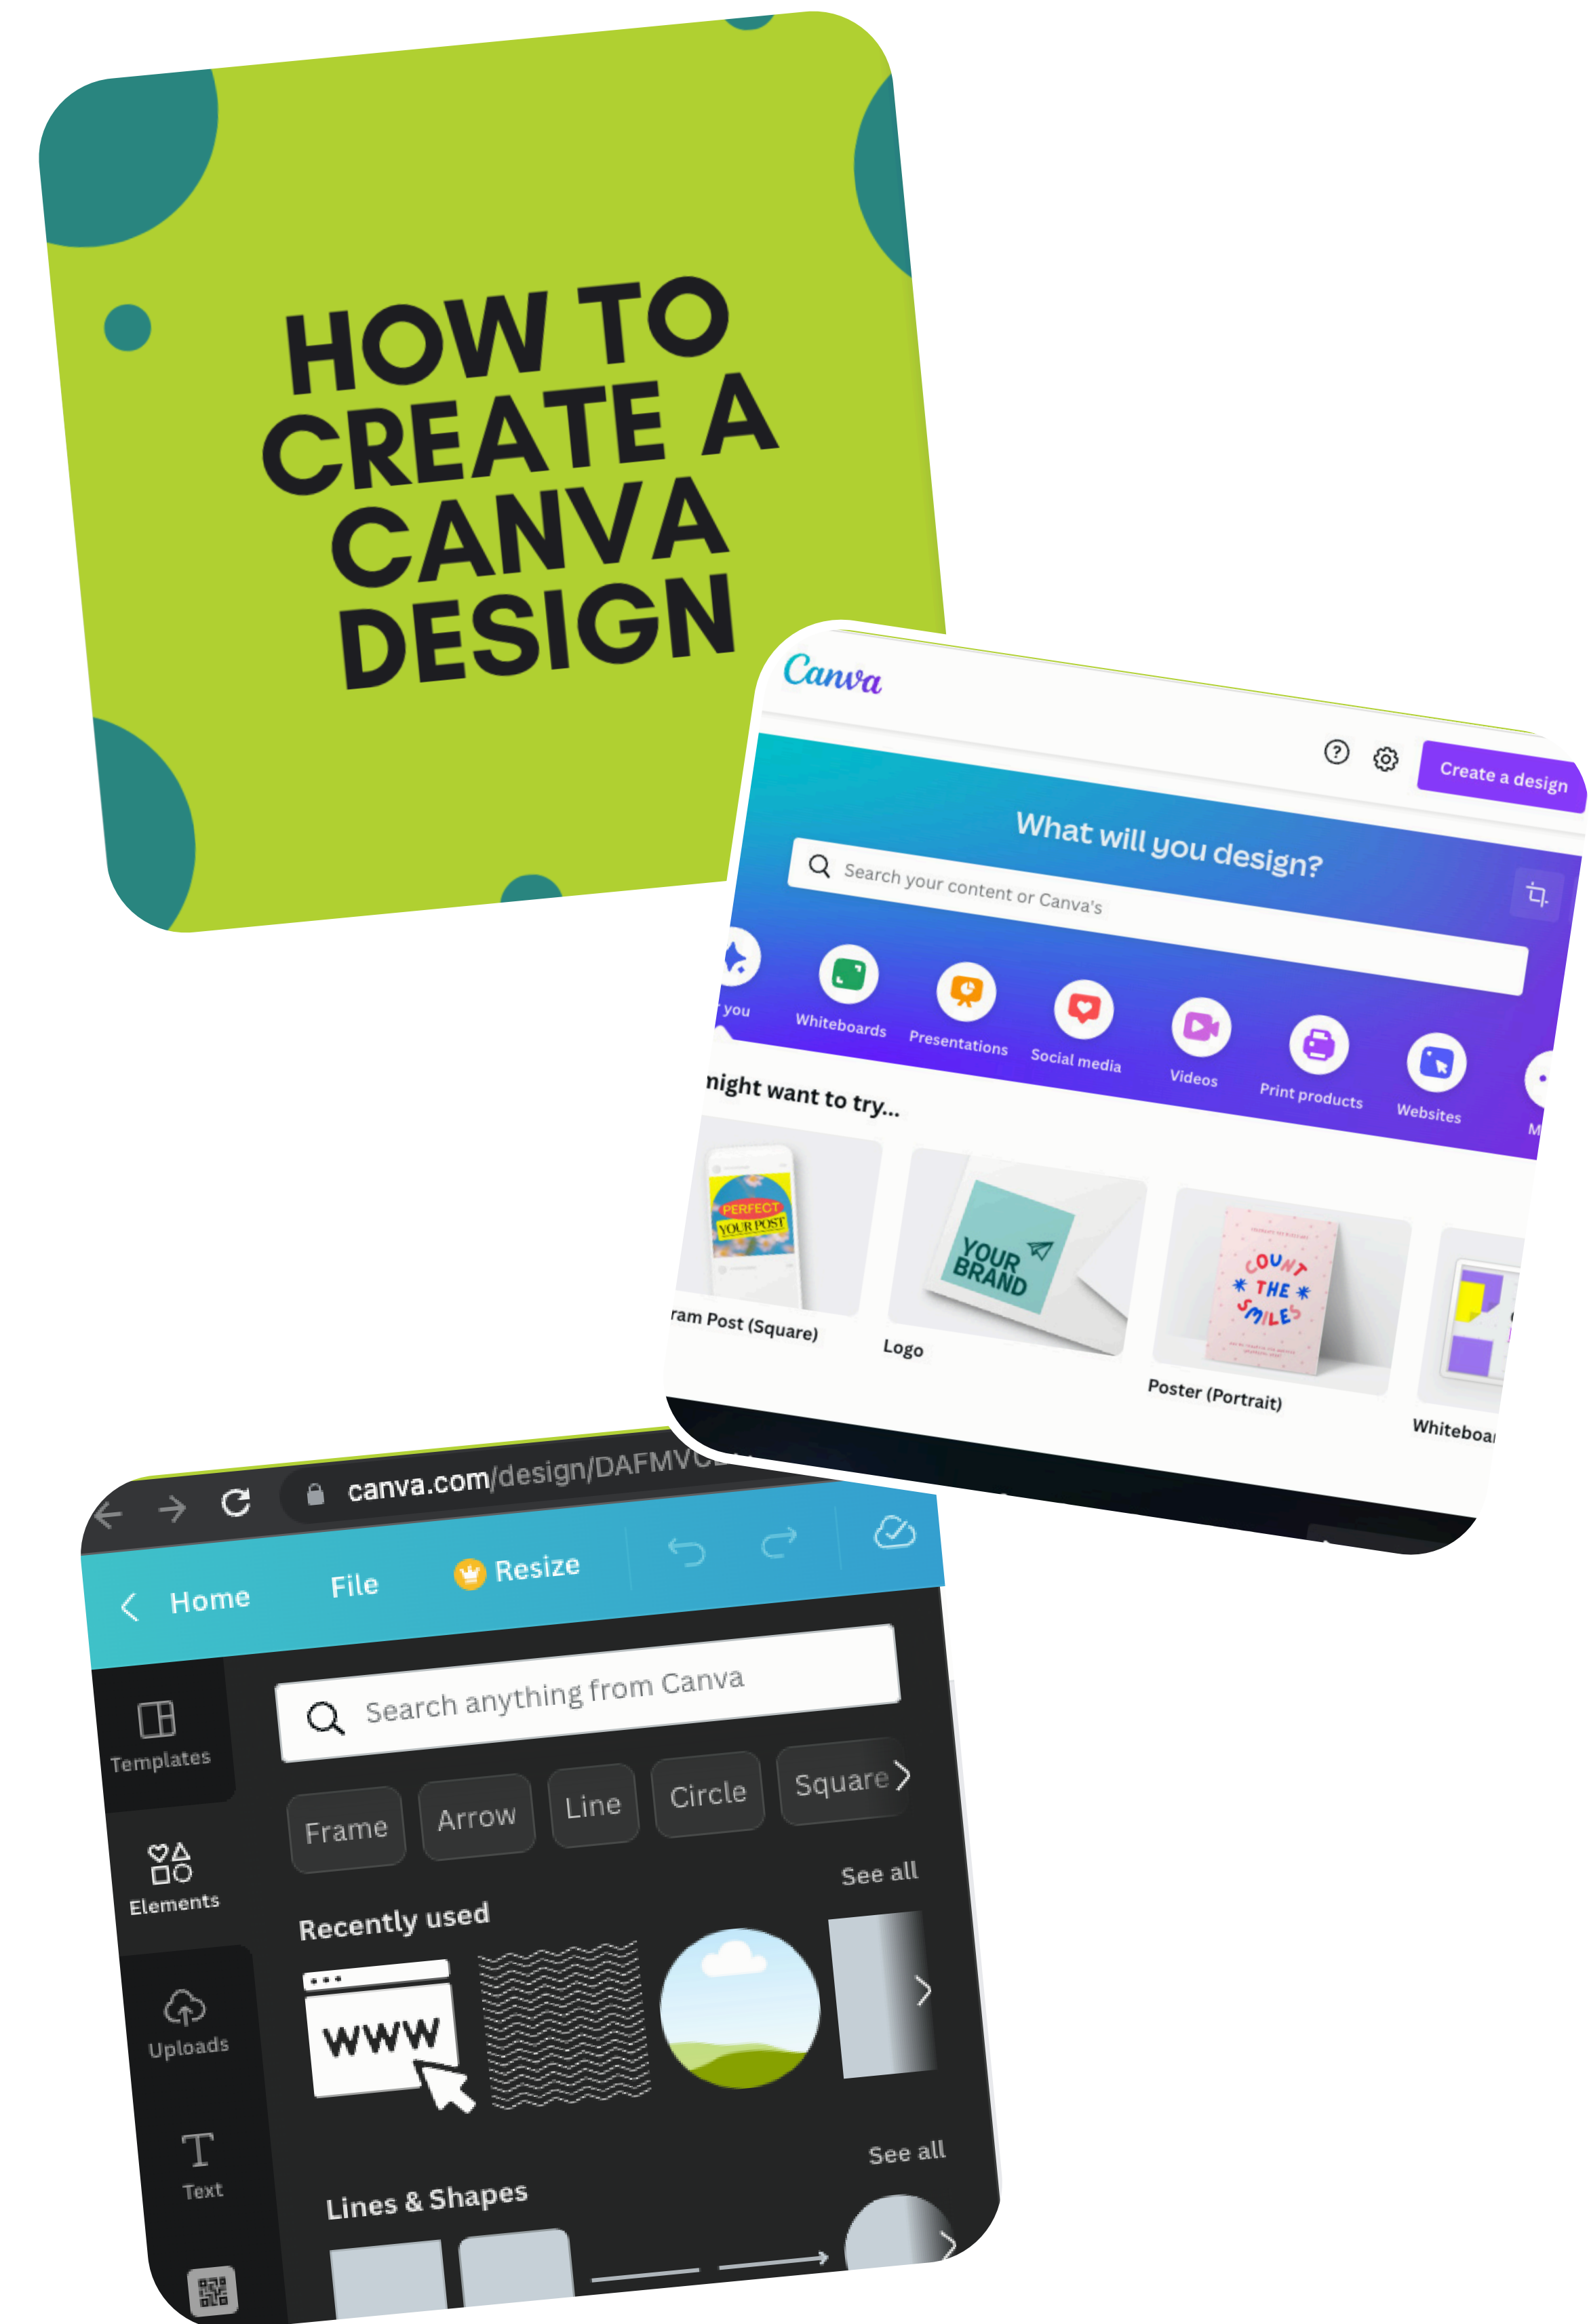 HOW TO
CREATE A
CANVA
DESIGN
Canva
?
Create a design
What will you design?
Search your content or Canva's
you
Whiteboards
Presentations
Social media
Videos
Print products
Websites
M
might want to try...
PERFECT
YOUR POST
YOUR
BRAND
COUNT
THE
SMILES
ram Post (Square)
Logo
Poster (Portrait)
Whiteboar
canva.com/design/DAFMV
Home
File
Resize
Search anything from Canva
Templates
Frame
Arrow
Line
Circle
Square
Elements
See all
Recently used
WWW
Uploads
Text
See all
Lines & Shapes